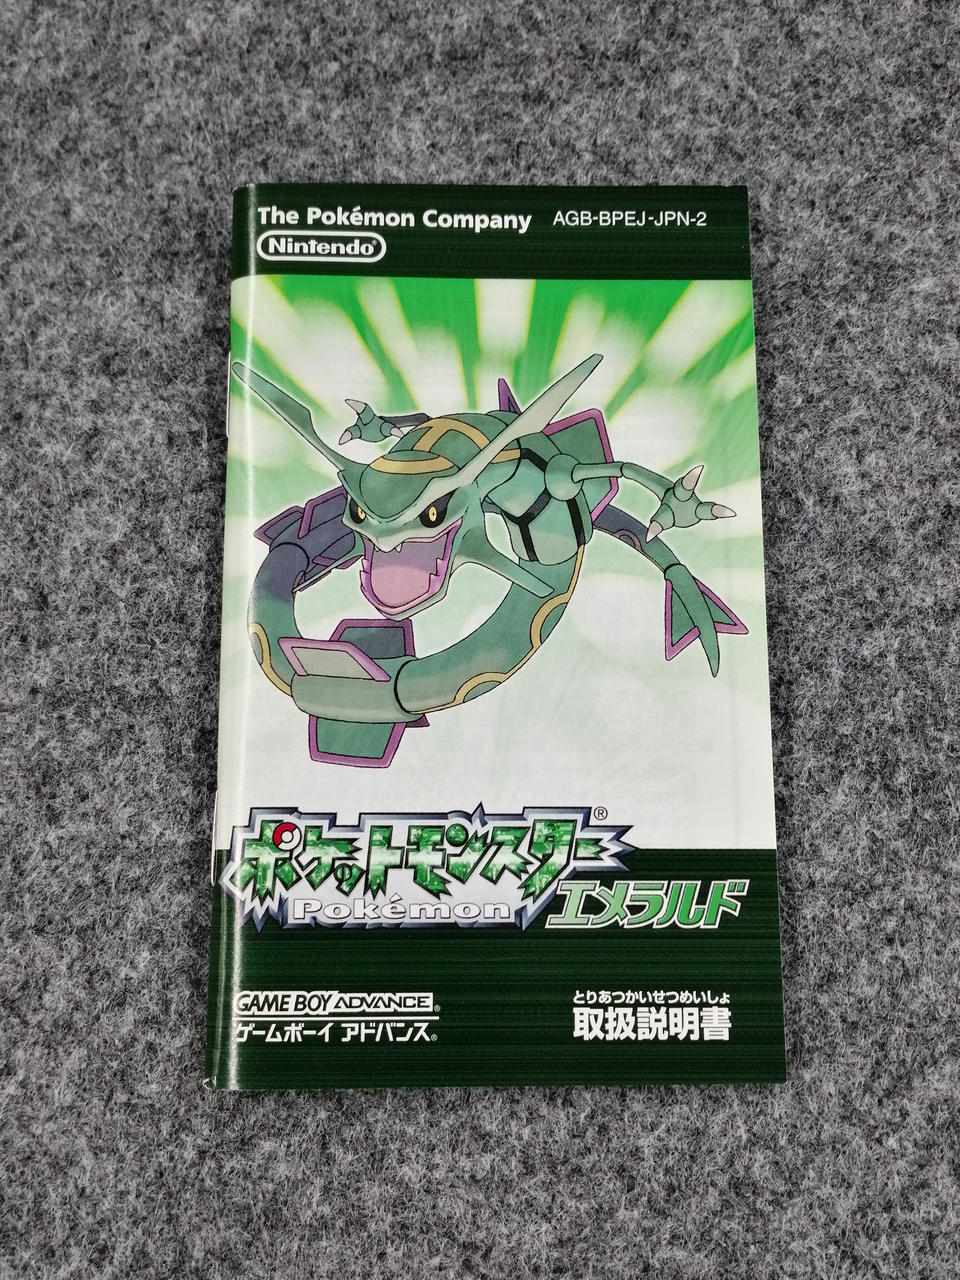 The Pokémon Company AGB-BPEJ-JPN-2
Nintendo®
ポケットモンスター®
Pokémon
エメラルド
GAME BOY ADVANCE®
ゲームボーイ アドバンス®
とりあつかいせつめいしょ
取扱説明書